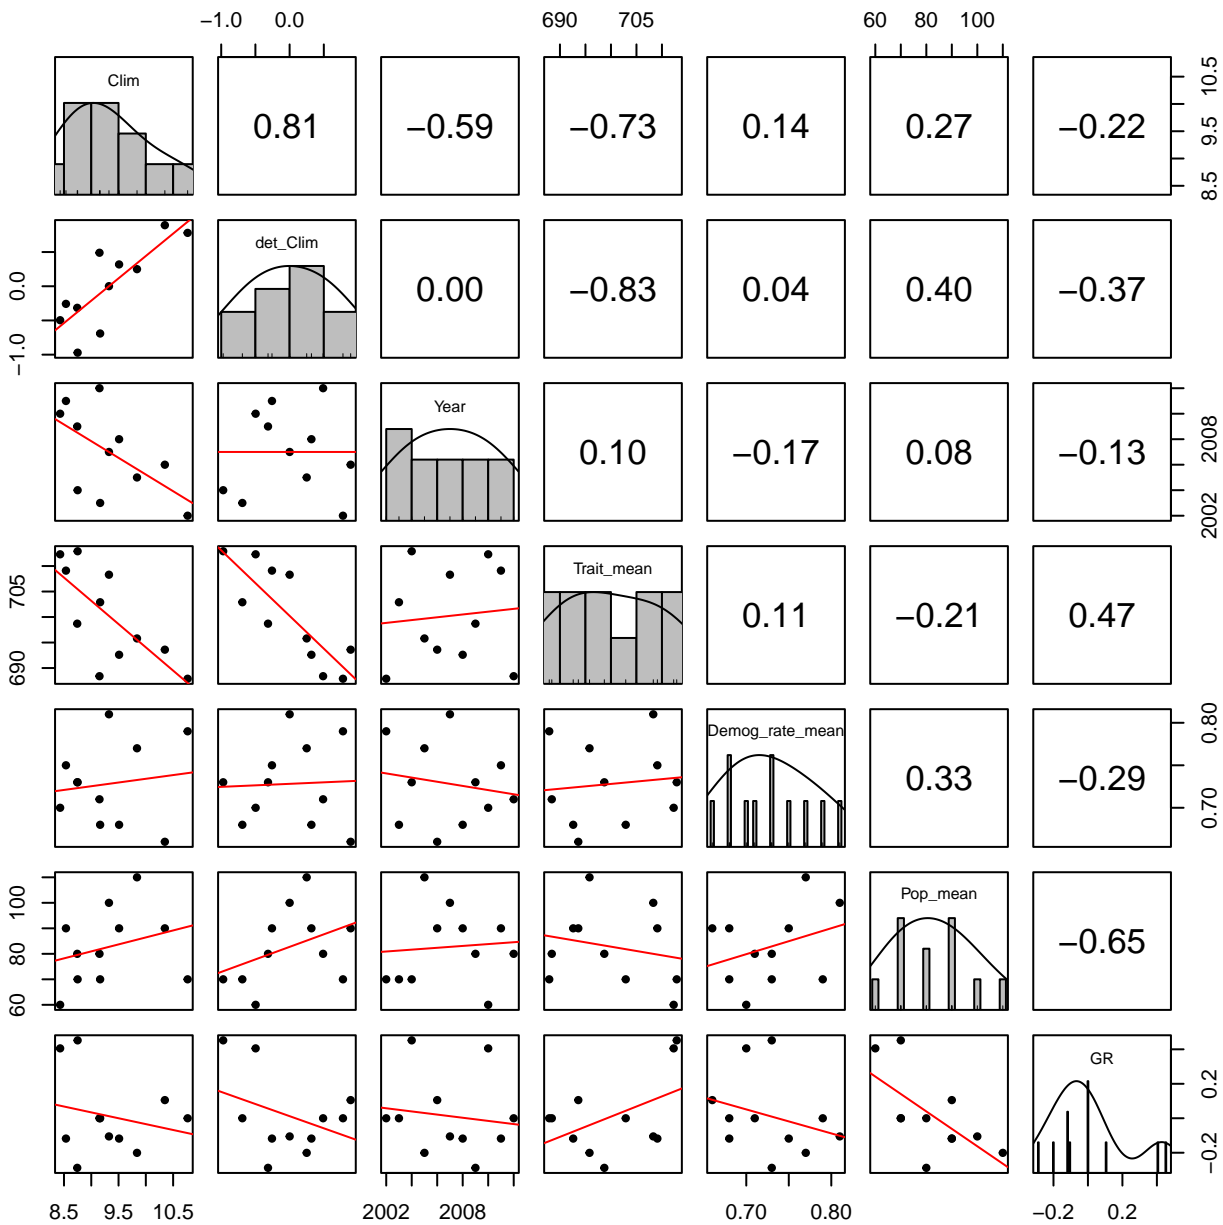 −1.0 0.0 690 705 60 80 100
Clim 0.81 −0.59 −0.73 0.14 0.27 −0.22 8.5 9.5 10.5
−1.0 0.0 det_Clim 0.00 −0.83 0.04 0.40 −0.37
Year 0.10 −0.17 0.08 −0.13 2002 2008
690 705 Trait_mean 0.11 −0.21 0.47
Demog_rate_mean 0.33 −0.29 0.70 0.80
60 80 100 Pop_mean −0.65
GR −0.2 0.2
8.5 9.5 10.5 2002 2008 0.70 0.80 −0.2 0.2